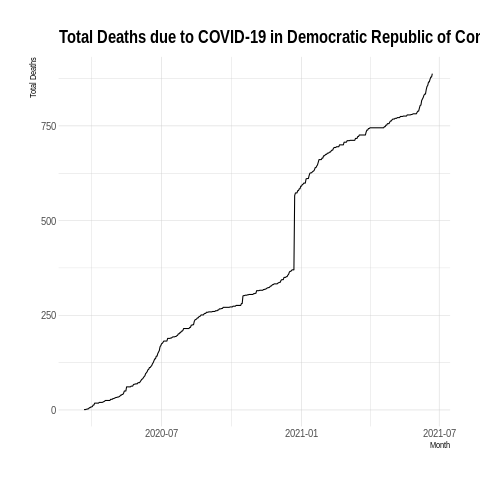 Total Deaths due to COVID-19 in Democratic Republic of Cor
Total Deaths
750
500
250
0
2020-07
2021-01
2021-07
Month